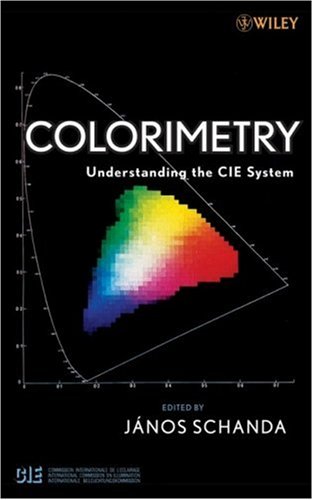 WILEY
COLORIMETRY
Understanding the CIE System
EDITED BY
JÁNOS SCHANDA
CIE
COMMISSION INTERNATIONALE DE L'ECLAIRAGE
INTERNATIONAL COMMISSION ON ILLUMINATION
INTERNATIONALE BELEUCHTUNGSKOMMISSION